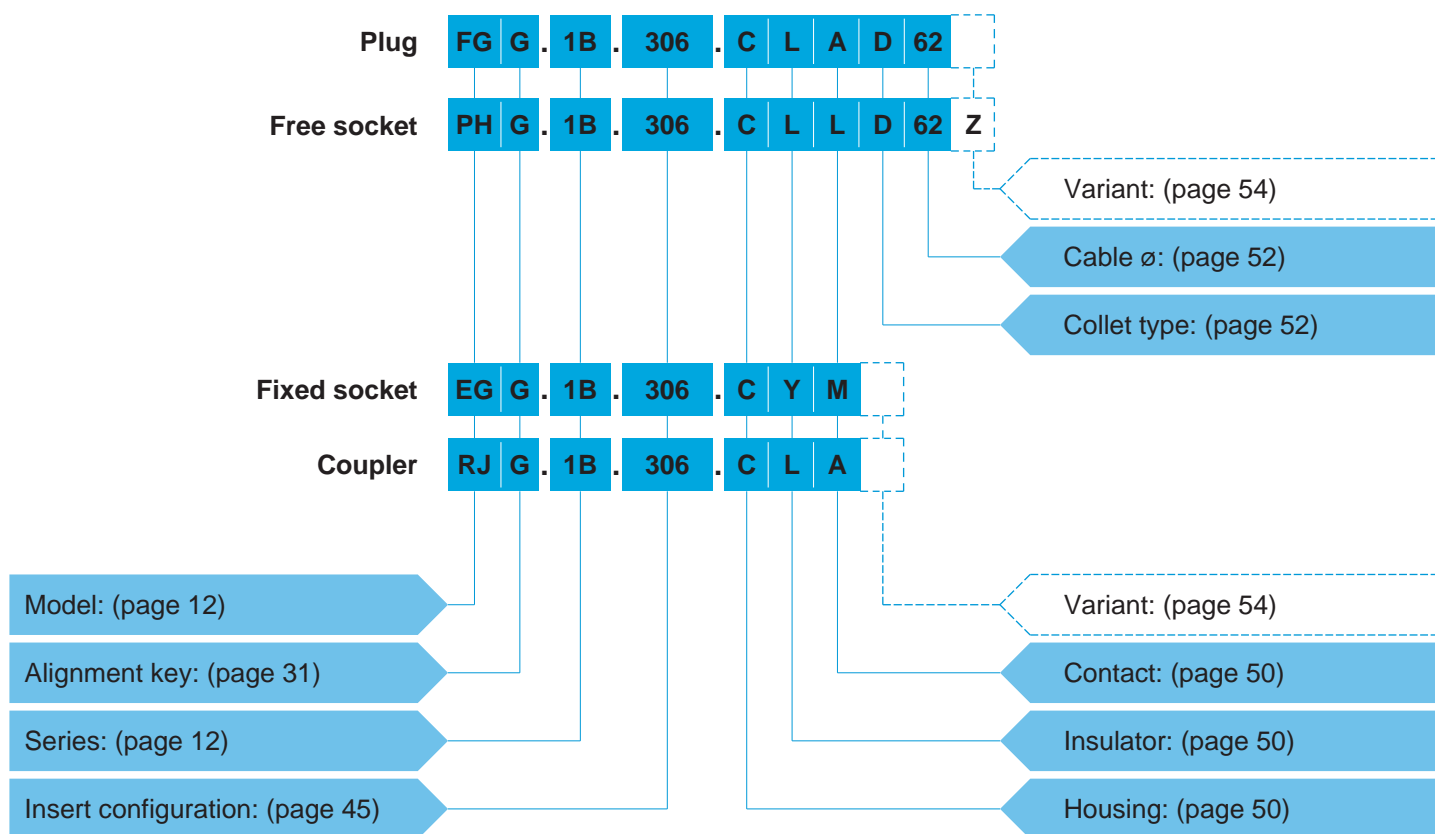 Plug FG G . 1B . 306 . C L A D 62
Free socket PH G . 1B . 306 . C L L D 62 Z
Variant: (page 54)
Cable ø: (page 52)
Collet type: (page 52)
Fixed socket EG G . 1B . 306 . C Y M
Coupler RJ G . 1B . 306 . C L A
Model: (page 12)
Variant: (page 54)
Alignment key: (page 31)
Contact: (page 50)
Series: (page 12)
Insulator: (page 50)
Insert configuration: (page 45)
Housing: (page 50)